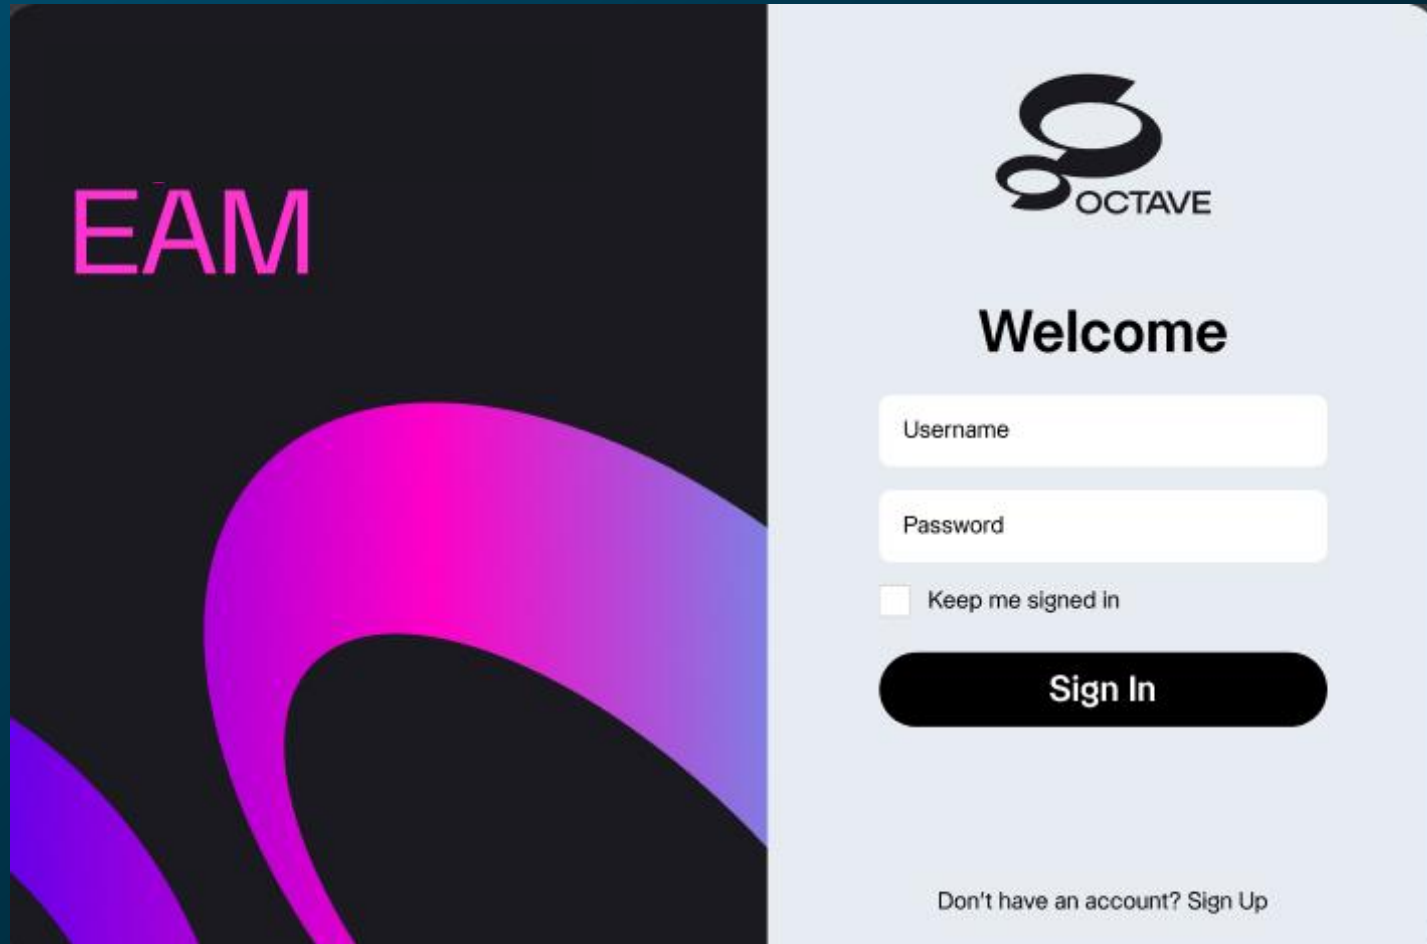 EAM
OCTAVE
Welcome
Username
Password
Keep me signed in
Sign In
Don't have an account? Sign Up